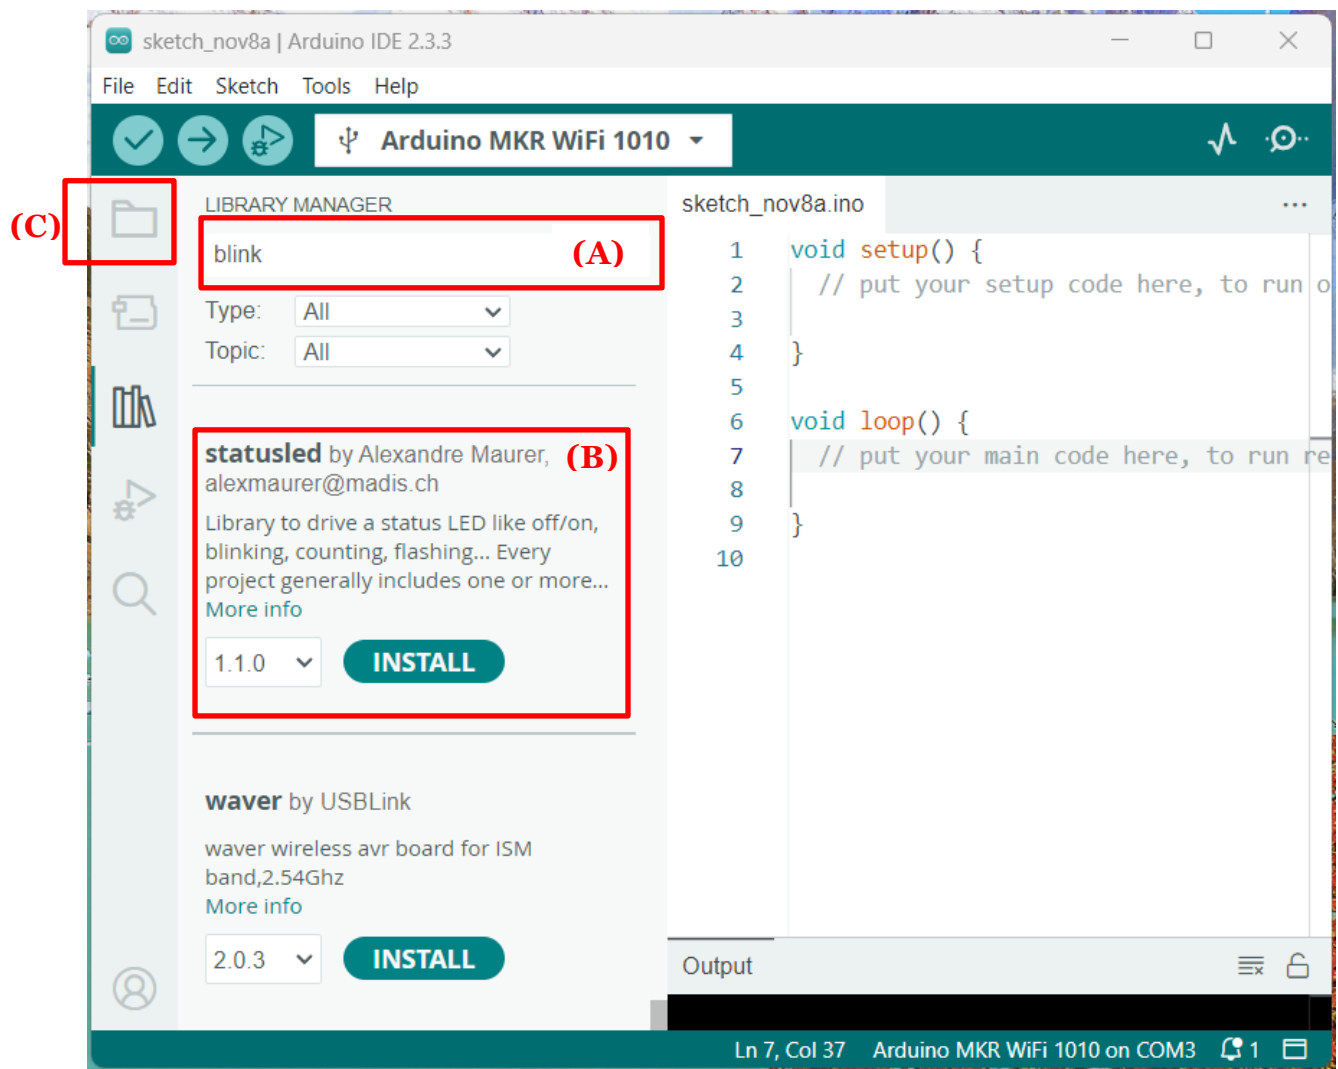 sketch_nov8a | Arduino IDE 2.3.3
File Edit Sketch Tools Help
Arduino MKR WiFi 1010
(C)
LIBRARY MANAGER
blink
(A)
Type: All
Topic: All
statusled by Alexandre Maurer, (B)
alexmaurer@madis.ch
Library to drive a status LED like off/on,
blinking, counting, flashing... Every
project generally includes one or more...
More info
1.1.0 INSTALL
waver by USBLink
waver wireless avr board for ISM
band,2.54Ghz
More info
2.0.3 INSTALL
sketch_nov8a.ino
...
1 void setup() {
2 // put your setup code here, to run o
3
4 }
5
6 void loop() {
7 // put your main code here, to run re
8
9 }
10
Output
Ln 7, Col 37 Arduino MKR WiFi 1010 on COM3 1